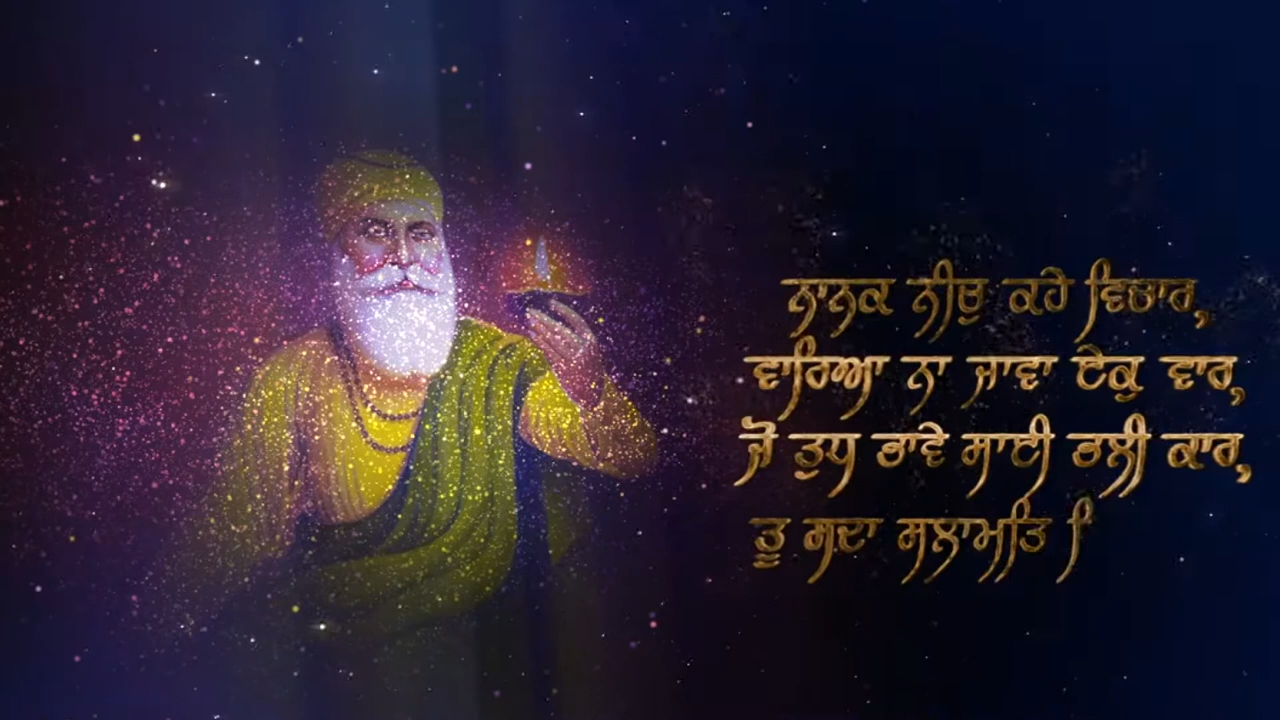 ਨਾਨਕ ਨੀਚੁ ਕਹੇ ਵਿਚਾਰ,
ਵਾਰਿਆ ਨਾ ਜਾਵਾ ਏਕੁ ਵਾਰ,
ਜੋ ਤੁਧ ਭਾਵੇ ਸਾਈ ਭਲੀ ਕਾਰ,
ਤੂ ਸਦਾ ਸਲਾਮਤਿ